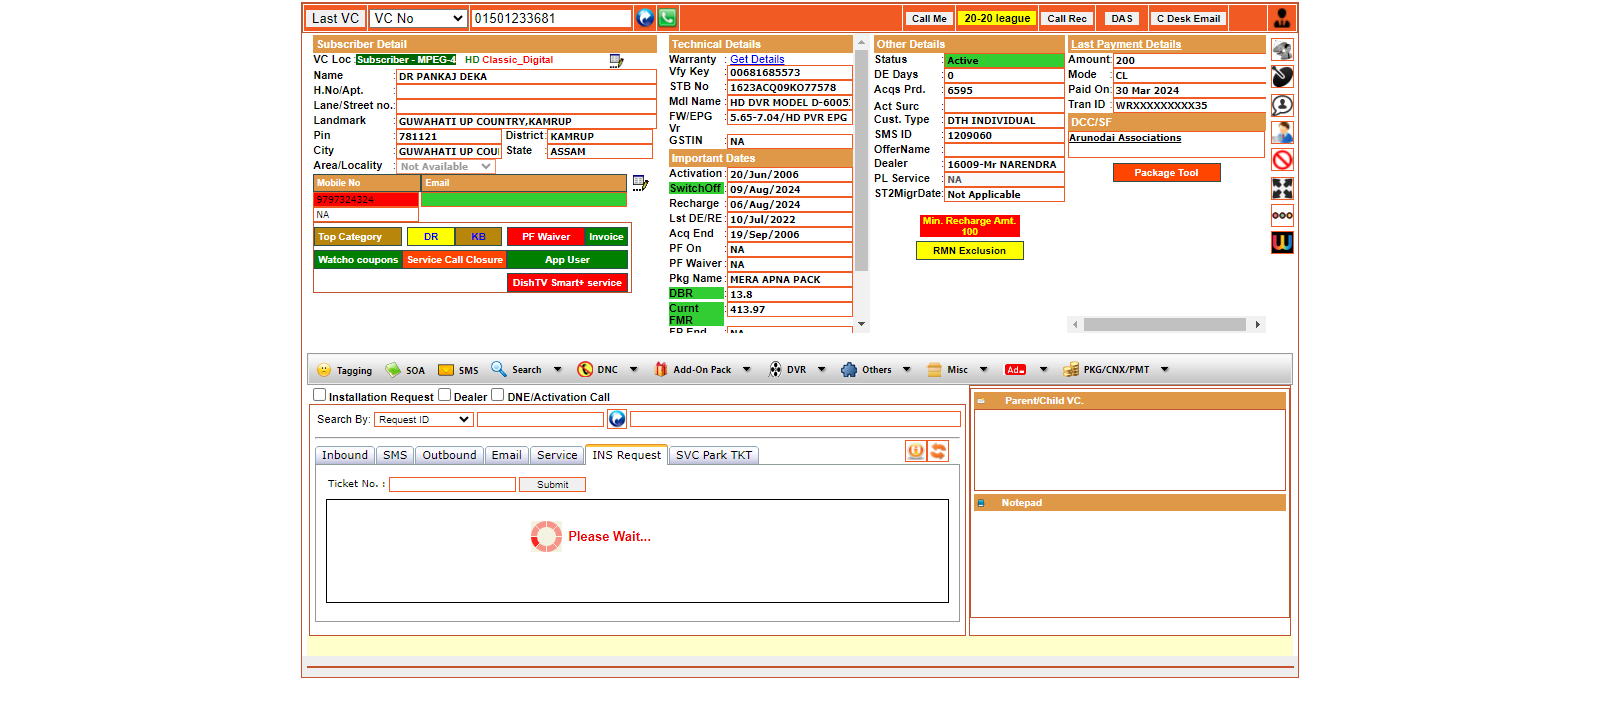 Last VC VC No 01501233681 Call Me 20-20 league Call Rec DAS C Desk Email
Subscriber Detail
VC Loc : Subscriber - MPEG-4 HD Classic_Digital
Name : DR PANKAJ DEKA
H.No/Apt. :
Lane/Street no.:
Landmark : GUWAHATI UP COUNTRY,KAMRUP
Pin : 781121 District : KAMRUP
City : GUWAHATI UP COU State : ASSAM
Area/Locality : Not Available
Mobile No Email
9797324324
NA
Top Category DR KB PF Waiver Invoice
Watcho coupons Service Call Closure App User
DishTV Smart+ service
Technical Details
Warranty : Get Details
Vfy Key : 00681685573
STB No : 1623ACQ09KO77578
Mdl Name : HD DVR MODEL D-6005
FW/EPG Vr : 5.65-7.04/HD PVR EPG
GSTIN : NA
Important Dates
Activation : 20/Jun/2006
SwitchOff : 09/Aug/2024
Recharge : 06/Aug/2024
Lst DE/RE : 10/Jul/2022
Acq End : 19/Sep/2006
PF On : NA
PF Waiver : NA
Pkg Name : MERA APNA PACK
DBR : 13.8
Curnt FMR : 413.97
FP End : NA
Other Details
Status : Active
DE Days : 0
Acqs Prd. : 6595
Act Surc :
Cust. Type : DTH INDIVIDUAL
SMS ID : 1209060
OfferName :
Dealer : 16009-Mr NARENDRA
PL Service : NA
ST2MigrDate: Not Applicable
Min. Recharge Amt.
100
RMN Exclusion
Last Payment Details
Amount : 200
Mode : CL
Paid On : 30 Mar 2024
Tran ID : WRXXXXXXXXX35
DCC/SF
Arunodai Associations
Package Tool
Tagging SOA SMS Search DNC Add-On Pack DVR Others Misc Ad PKG/CNX/PMT
Installation Request Dealer DNE/Activation Call
Search By: Request ID
Inbound SMS Outbound Email Service INS Request SVC Park TKT
Ticket No. : Submit
Please Wait...
Parent/Child VC.
Notepad